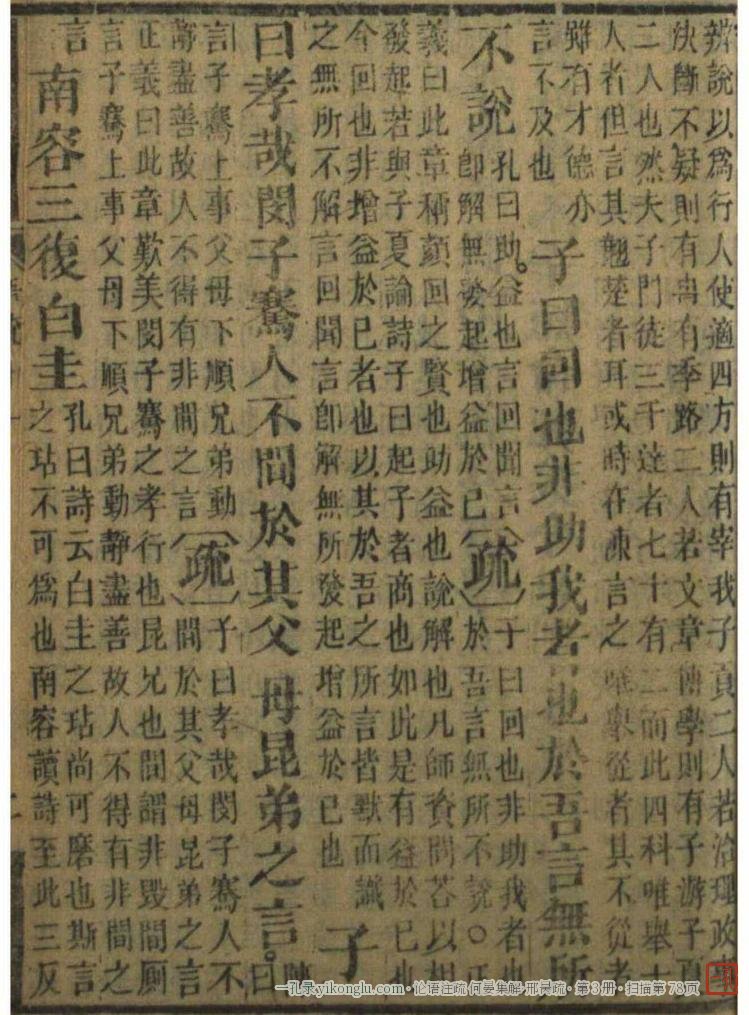 辨說以爲行人使適四方則有宰我子貢二人若治理政事
決斷不疑則有冉有季路二人若文章博學則有子游子夏
二人也然夫子門徒三千達者七十有二而此四科唯舉十
人者但言其翹楚者耳或時在陳言之唯舉從者其不從者
雖有才德亦
言不及也
子曰回也非助我者也於吾言無所
不說
孔曰助益也言回聞言
卽解無發起增益於己
疏
子曰回也非助我者也
於吾言無所不說○正
義曰此章稱顏回之賢也助益也說解也凡師資問荅以相
發起若與子夏論詩子曰起予者商也如此是有益於己也
今回也非增益於己者也以其於吾之所言皆默而識
之無所不解言回聞言卽解無所發起增益於己也
子
曰孝哉閔子騫人不間於其父母昆弟之言
陳
曰
言子騫上事父母下順兄弟動
靜盡善故人不得有非間之言
疏
子曰孝哉閔子騫人不
間於其父母昆弟之言
正義曰此章歎美閔子騫之孝行也昆兄也間謂非毀間厠
言子騫上事父母下順兄弟動靜盡善故人不得有非間之
言
南容三復白圭
孔曰詩云白圭之玷尚可磨也斯言
之玷不可爲也南容讀詩至此三反
一孔录yikonglu.com·论语注疏.何晏集解.邢昺疏·第3册·扫描第78页